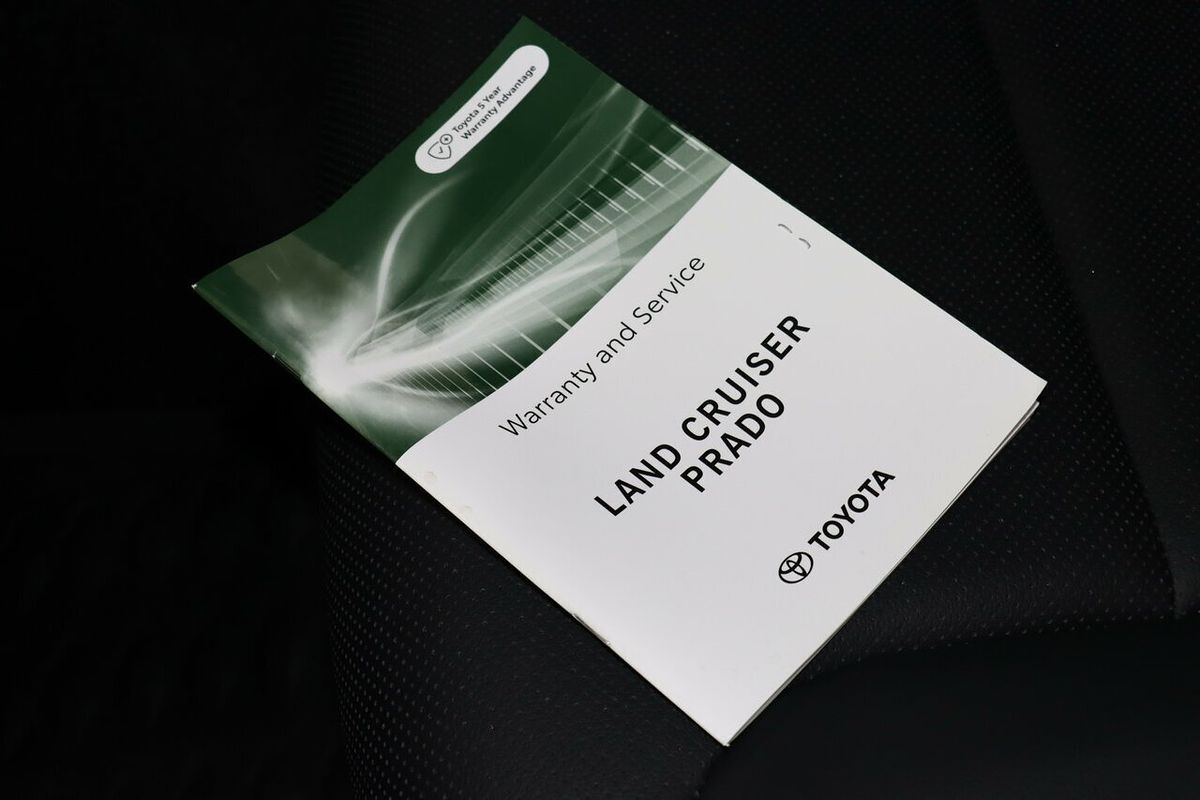 Toyota 5 Year
Warranty Advantage
Warranty and Service
LAND CRUISER
PRADO
TOYOTA